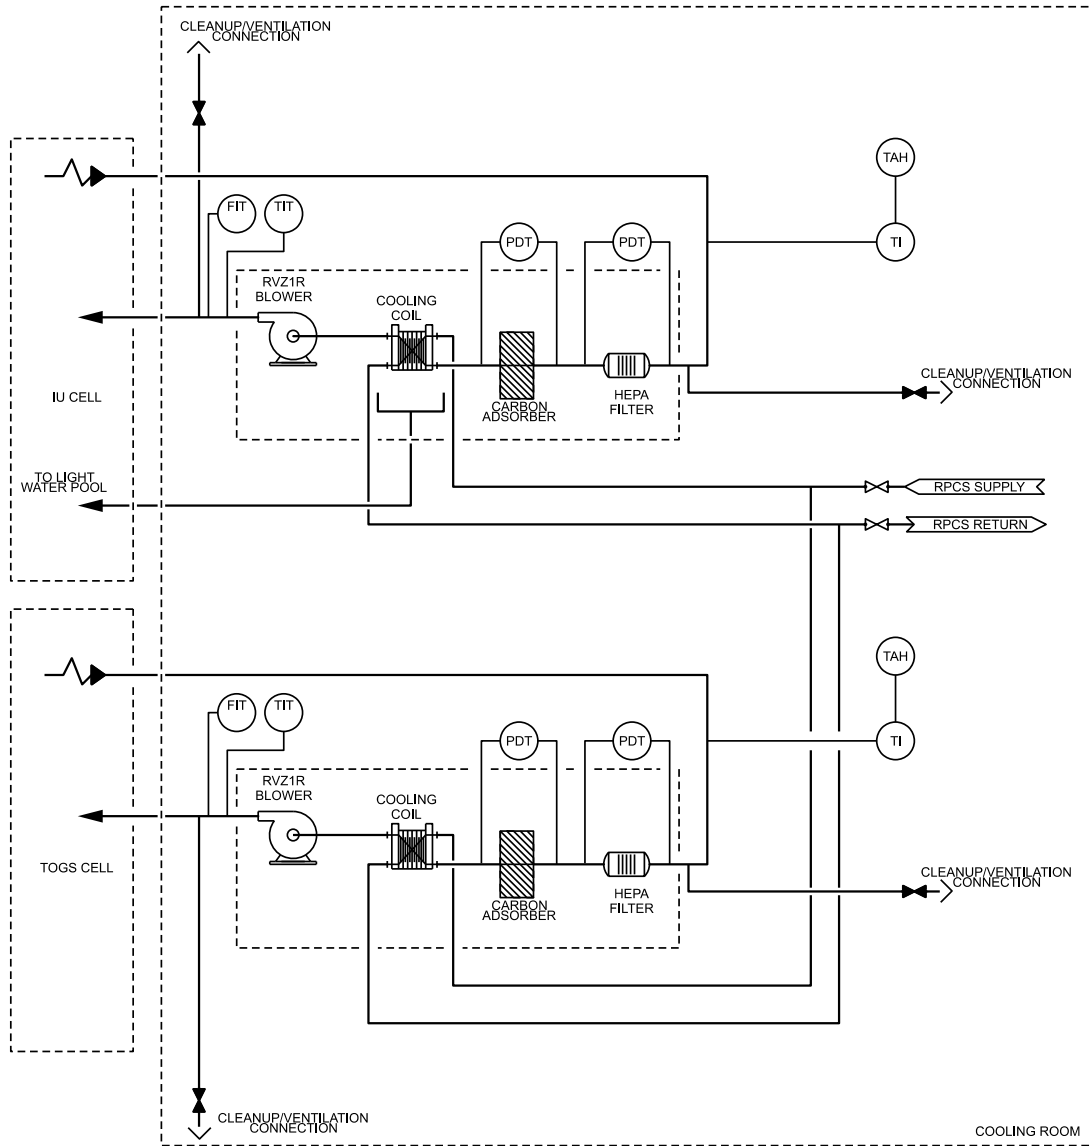 CLEANUP/VENTILATION
CONNECTION
TAH
FIT
TIT
PDT
PDT
TI
RVZ1R
BLOWER
COOLING
COIL
CLEANUP/VENTILATION
CONNECTION
IU CELL
CARBON
ADSORBER
HEPA
FILTER
TO LIGHT
WATER POOL
RPCS SUPPLY
RPCS RETURN
TAH
FIT
TIT
PDT
PDT
TI
RVZ1R
BLOWER
COOLING
COIL
TOGS CELL
CLEANUP/VENTILATION
CONNECTION
CARBON
ADSORBER
HEPA
FILTER
CLEANUP/VENTILATION
CONNECTION
COOLING ROOM